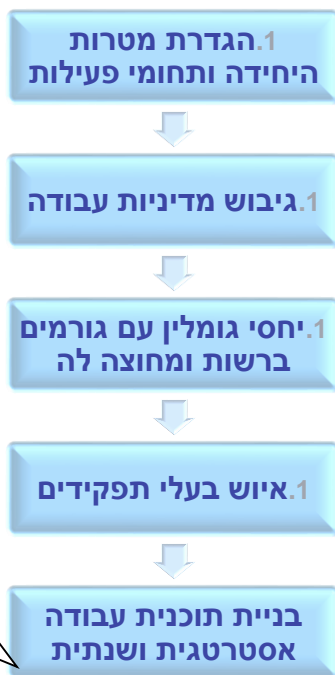 1.הגדרת מטרות
היחידה ותחומי פעילות
1.גיבוש מדיניות עבודה
1.יחסי גומלין עם גורמים
ברשות ומחוצה לה
1.איוש בעלי תפקידים
בניית תוכנית עבודה
אסטרטגית ושנתית